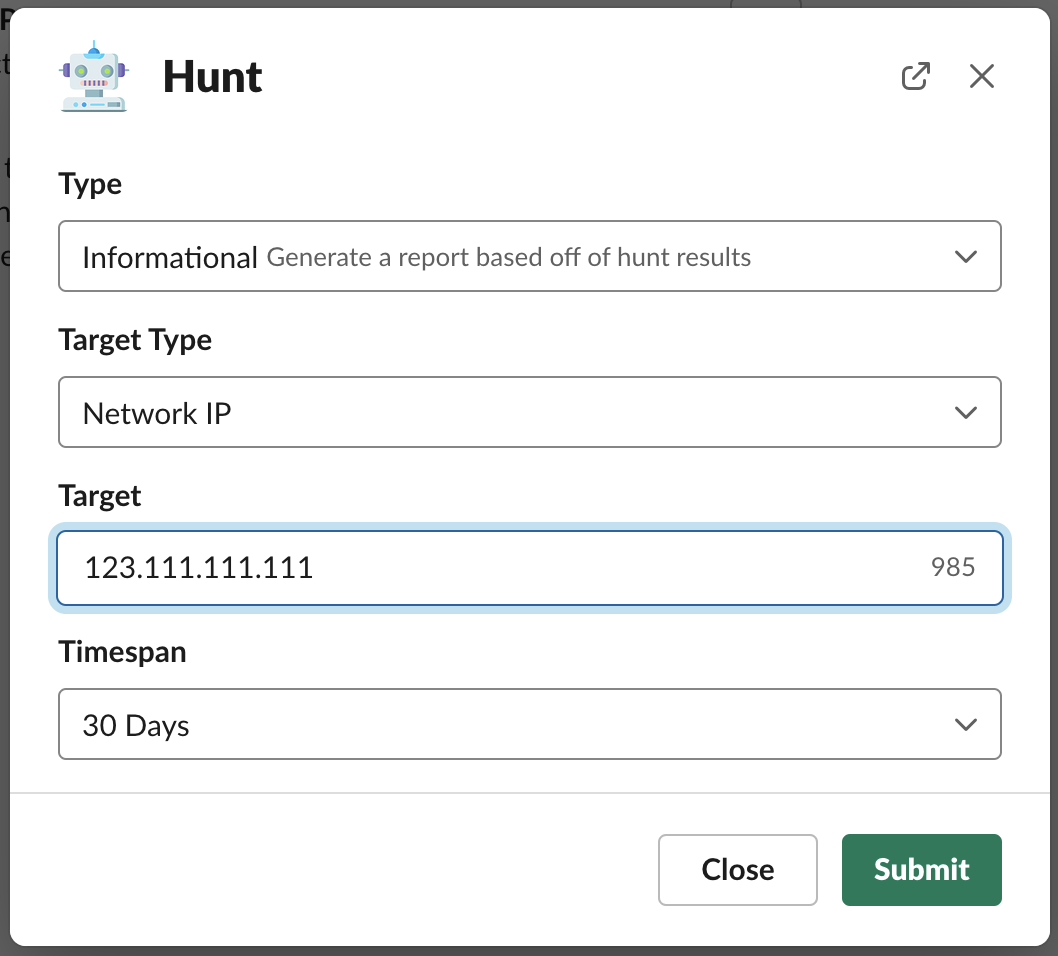 Hunt
Type
Informational Generate a report based off of hunt results
Target Type
Network IP
Target
123.111.111.111 985
Timespan
30 Days
Close Submit